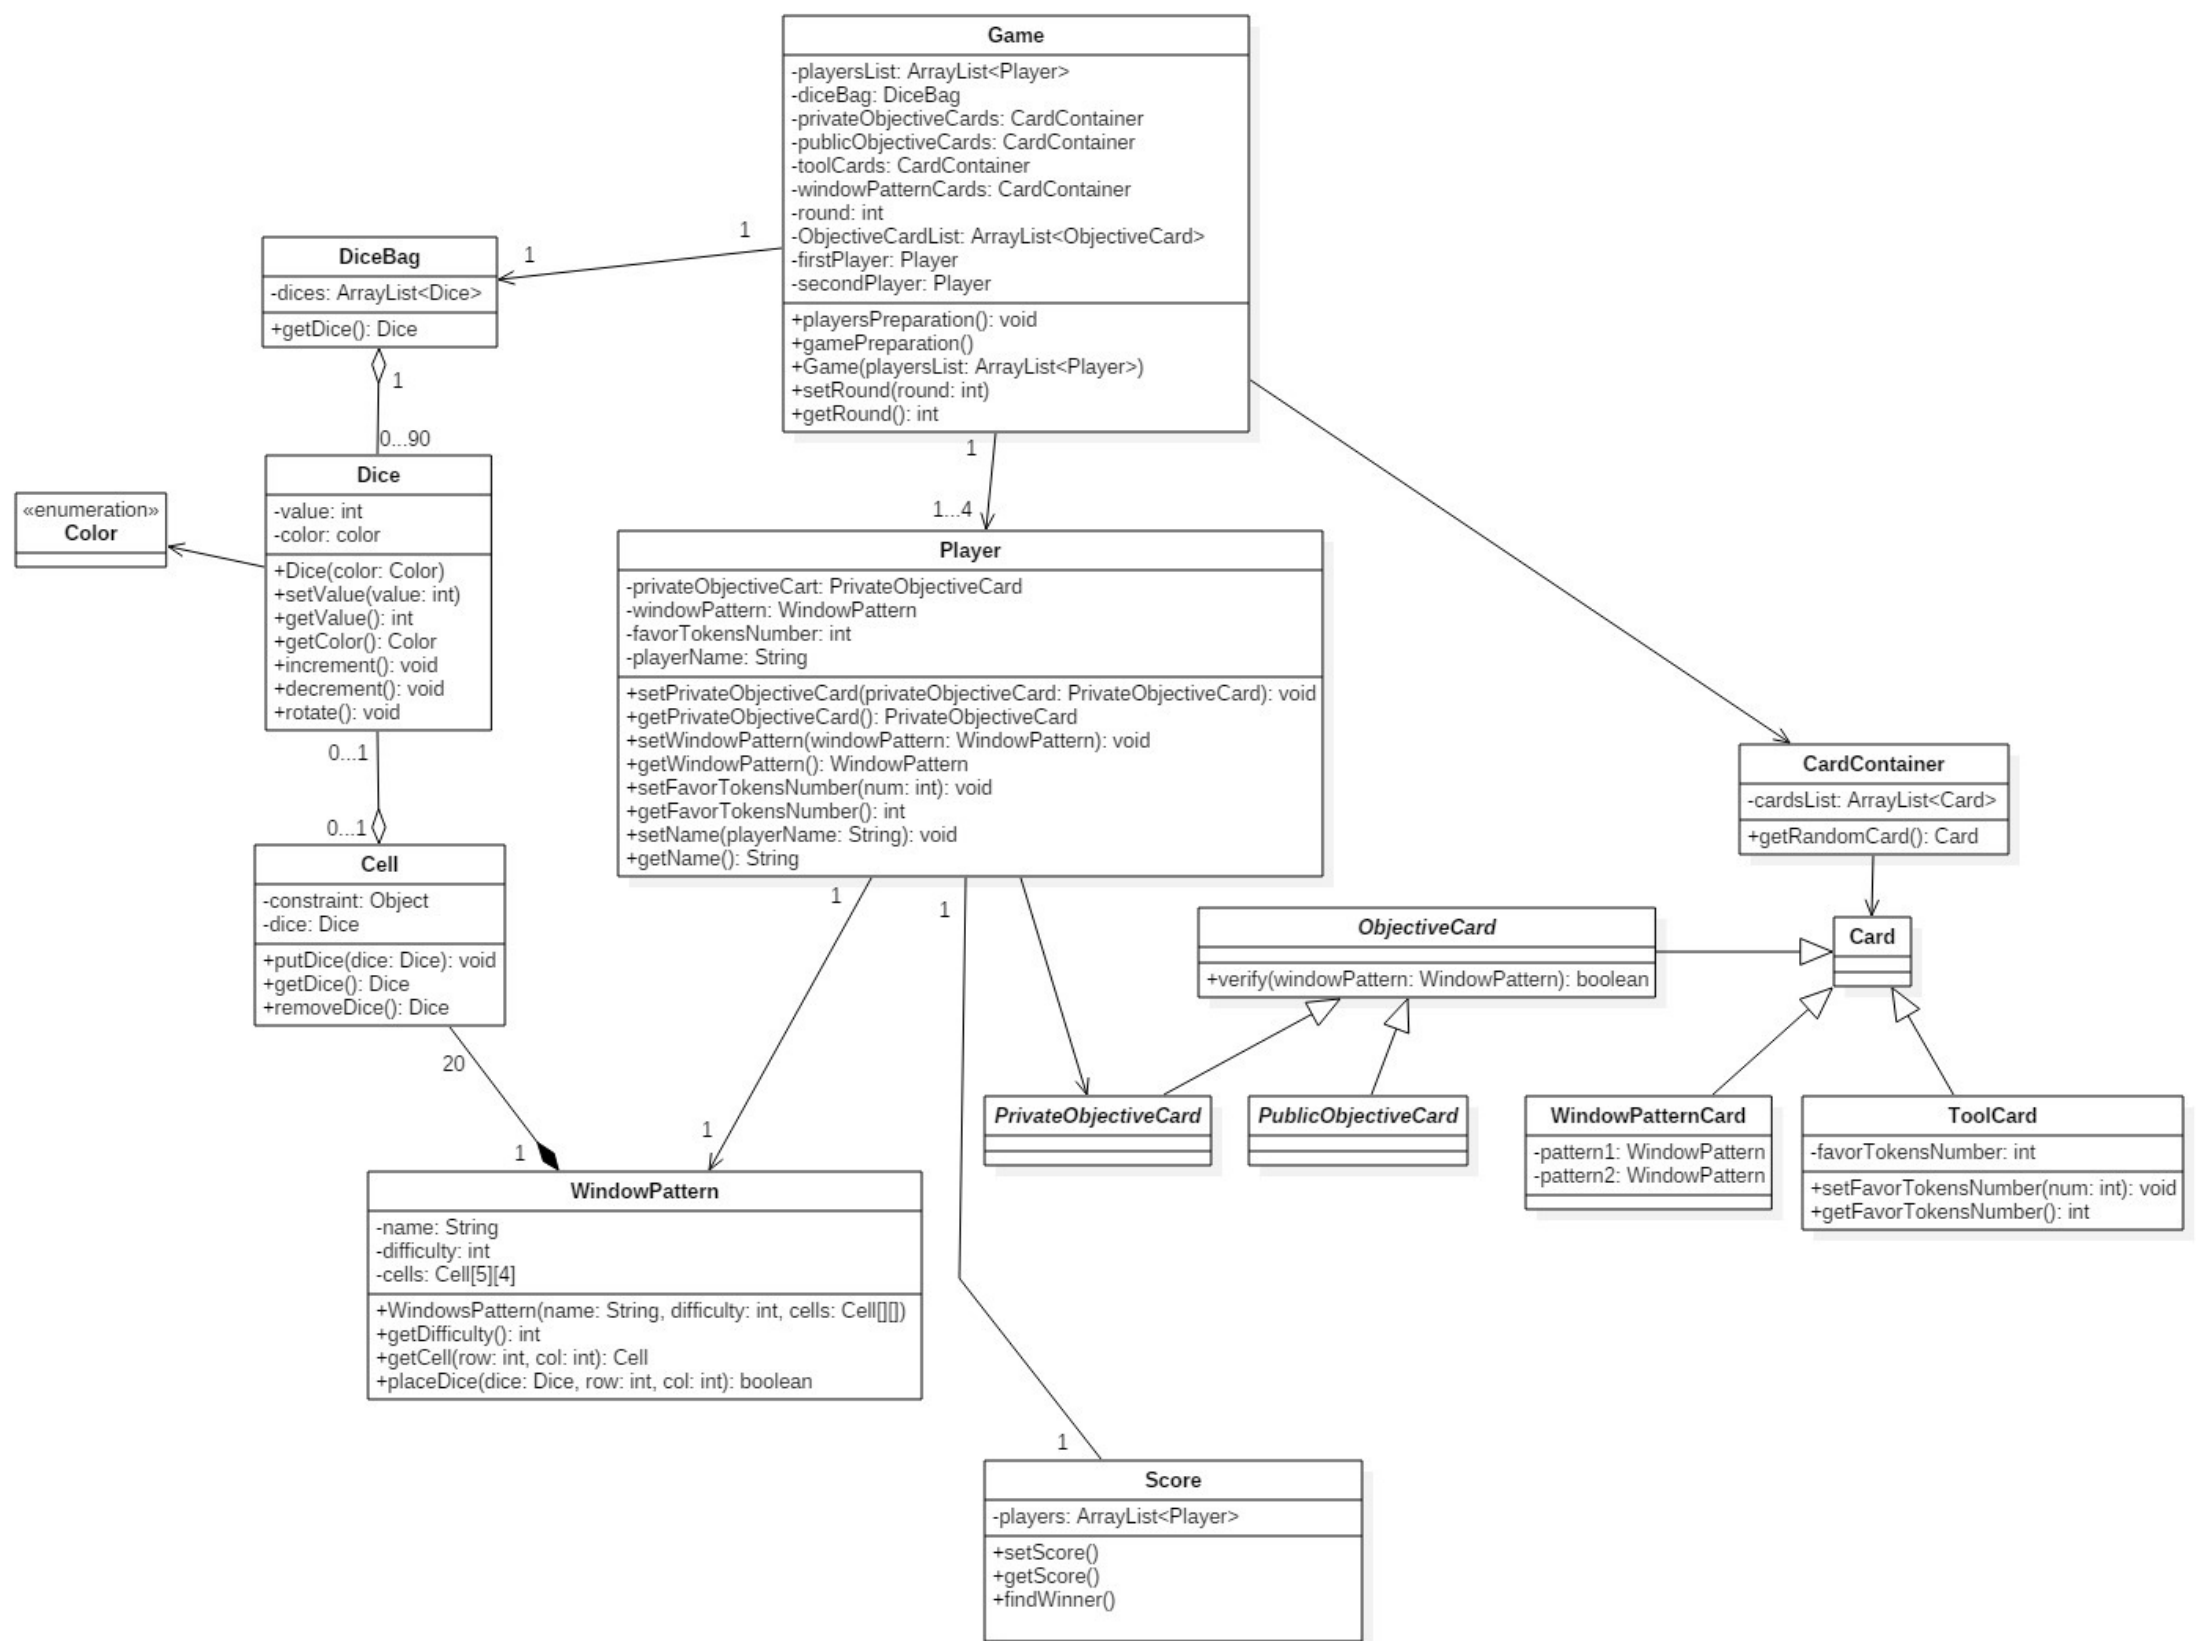 Game
-playersList: ArrayList<Player>
-diceBag: DiceBag
-privateObjectiveCards: CardContainer
-publicObjectiveCards: CardContainer
-toolCards: CardContainer
-windowPatternCards: CardContainer
-round: int
-ObjectiveCardList: ArrayList<ObjectiveCard>
-firstPlayer: Player
-secondPlayer: Player
+playersPreparation(): void
+gamePreparation()
+Game(playersList: ArrayList<Player>)
+setRound(round: int)
+getRound(): int
1
1
DiceBag
-dices: ArrayList<Dice>
+getDice(): Dice
1
0...90
Dice
-value: int
-color: color
+Dice(color: Color)
+setValue(value: int)
+getValue(): int
+getColor(): Color
+increment(): void
+decrement(): void
+rotate(): void
«enumeration»
Color
0...1
0...1
Cell
-constraint: Object
-dice: Dice
+putDice(dice: Dice): void
+getDice(): Dice
+removeDice(): Dice
20
1
1
1...4
Player
-privateObjectiveCart: PrivateObjectiveCard
-windowPattern: WindowPattern
-favorTokensNumber: int
-playerName: String
+setPrivateObjectiveCard(privateObjectiveCard: PrivateObjectiveCard): void
+getPrivateObjectiveCard(): PrivateObjectiveCard
+setWindowPattern(windowPattern: WindowPattern): void
+getWindowPattern(): WindowPattern
+setFavorTokensNumber(num: int): void
+getFavorTokensNumber(): int
+setName(playerName: String): void
+getName(): String
1
1
1
1
WindowPattern
-name: String
-difficulty: int
-cells: Cell[5][4]
+WindowsPattern(name: String, difficulty: int, cells: Cell[][])
+getDifficulty(): int
+getCell(row: int, col: int): Cell
+placeDice(dice: Dice, row: int, col: int): boolean
CardContainer
-cardsList: ArrayList<Card>
+getRandomCard(): Card
ObjectiveCard
+verify(windowPattern: WindowPattern): boolean
Card
PrivateObjectiveCard
PublicObjectiveCard
WindowPatternCard
-pattern1: WindowPattern
-pattern2: WindowPattern
ToolCard
-favorTokensNumber: int
+setFavorTokensNumber(num: int): void
+getFavorTokensNumber(): int
Score
-players: ArrayList<Player>
+setScore()
+getScore()
+findWinner()